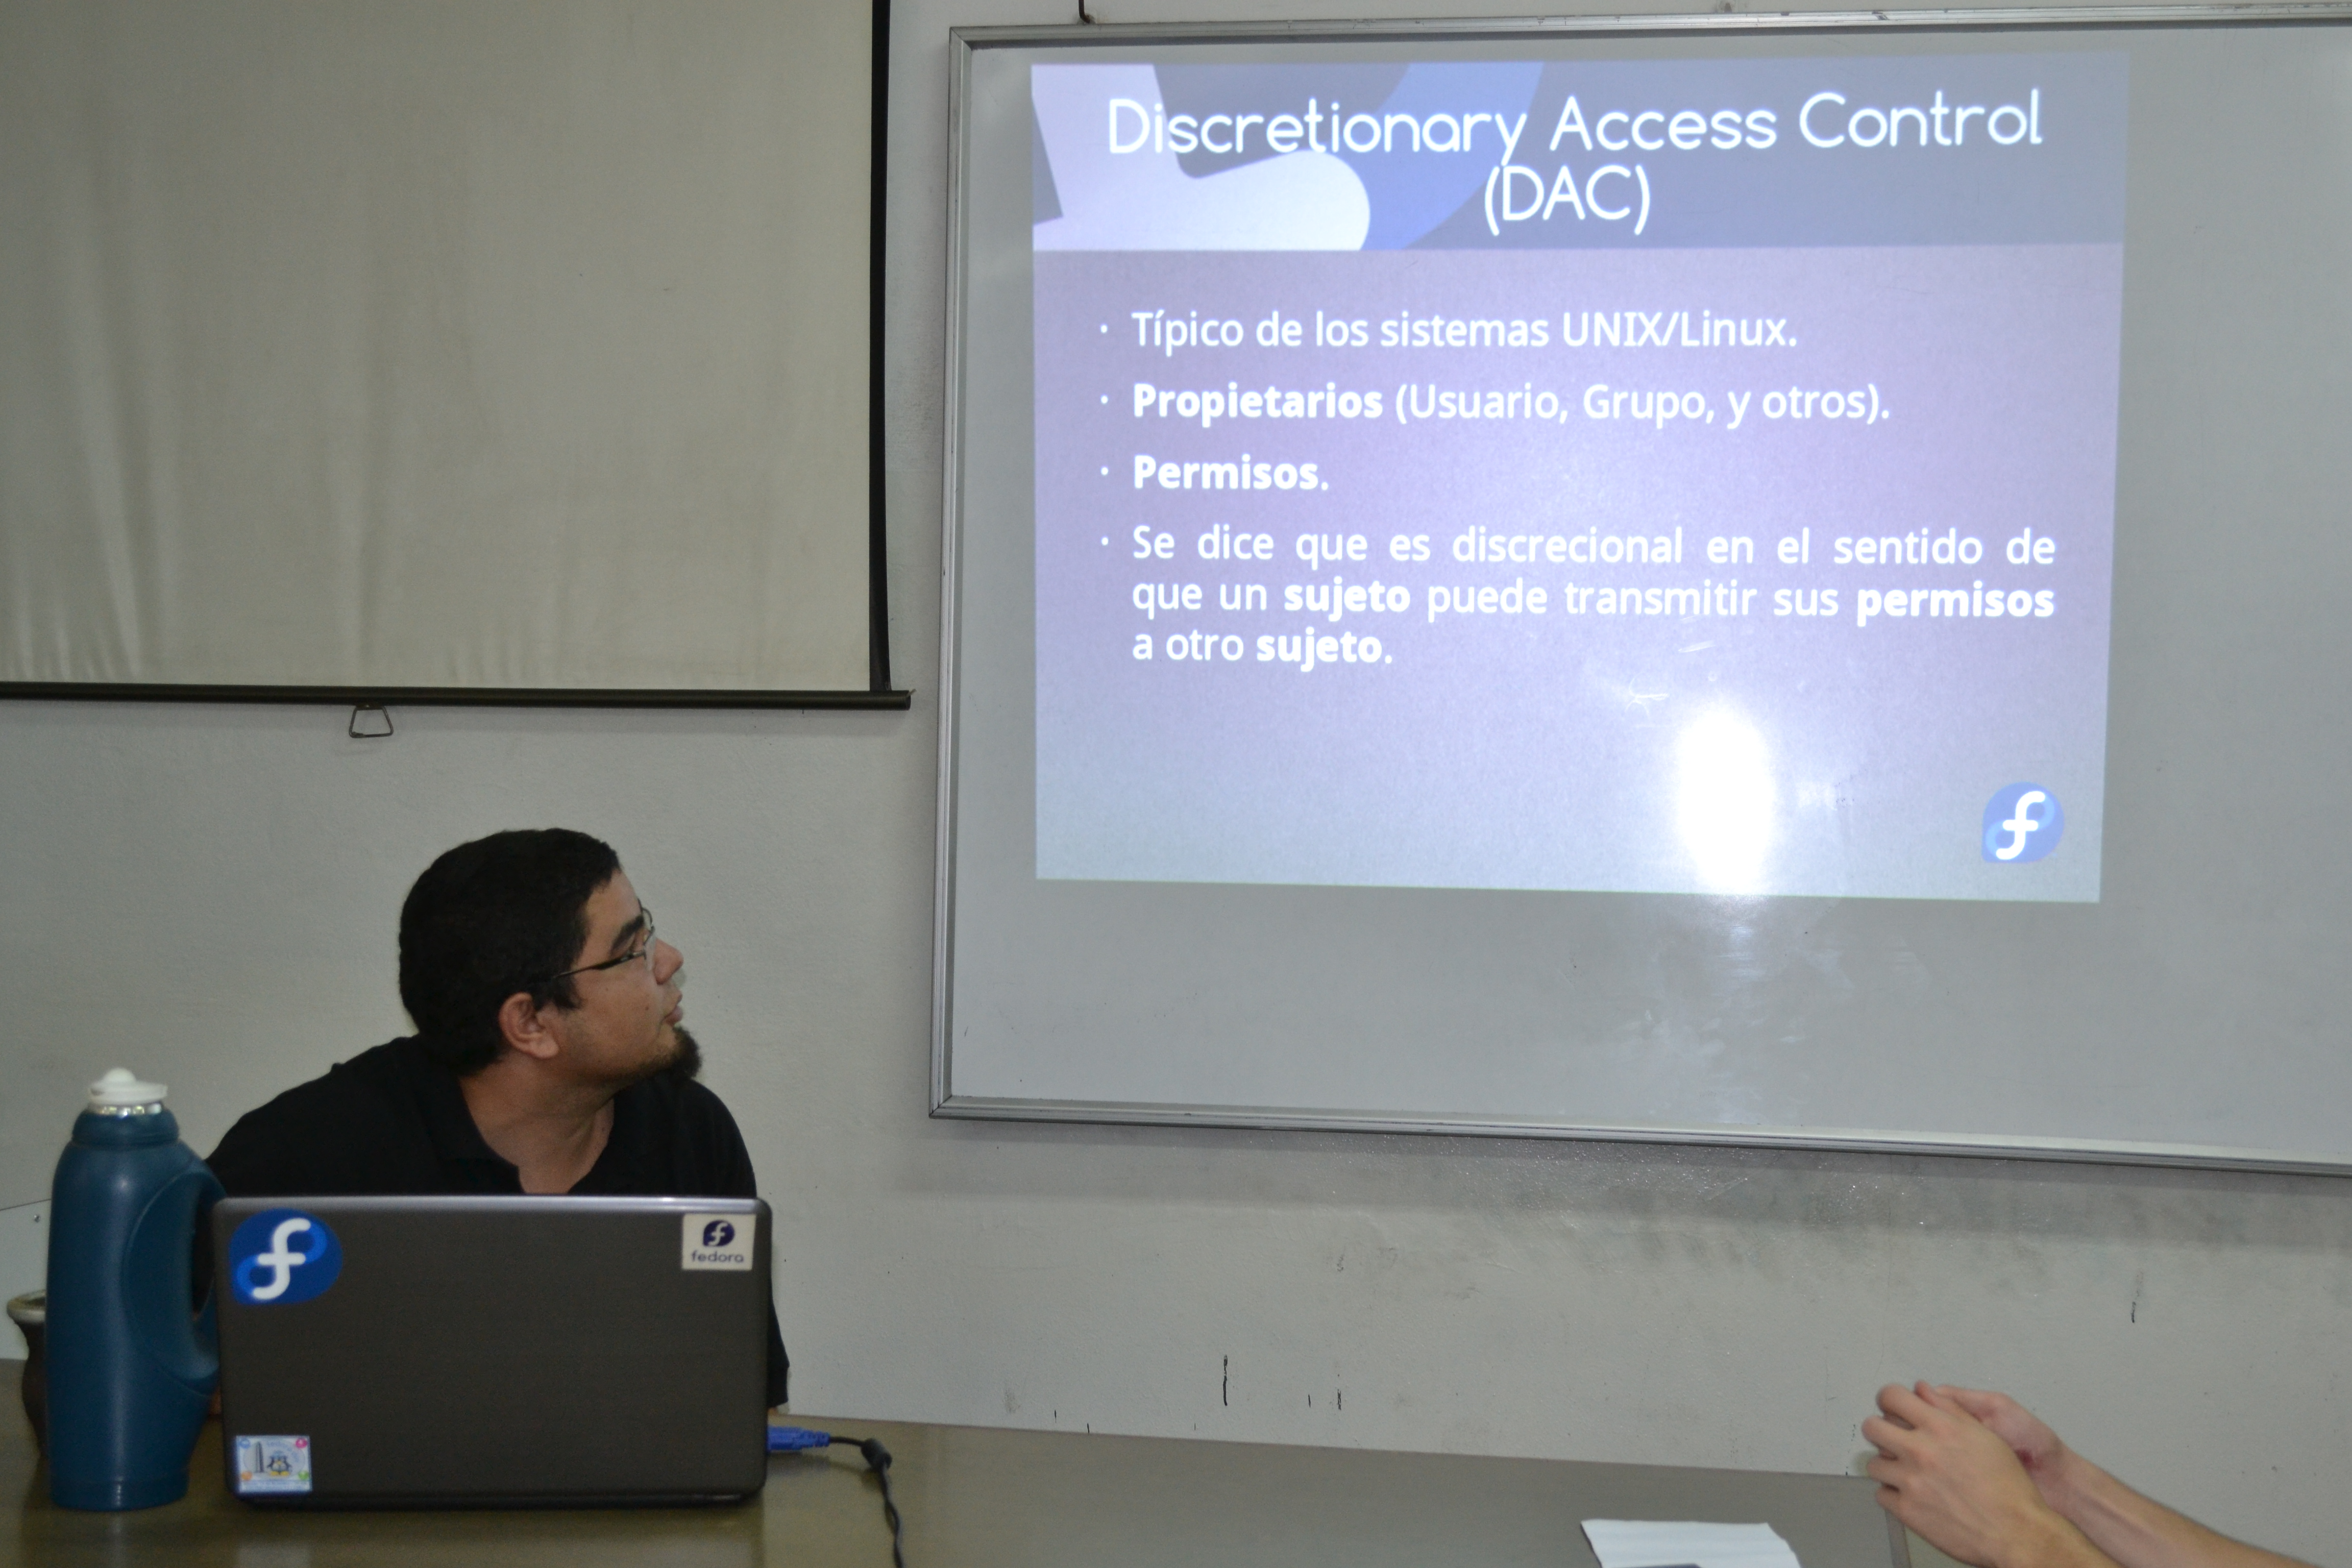 Discretionary Access Control
(DAC)
· Típico de los sistemas UNIX/Linux.
· Propietarios (Usuario, Grupo, y otros).
· Permisos.
· Se dice que es discrecional en el sentido de
que un sujeto puede transmitir sus permisos
a otro sujeto.
fedora